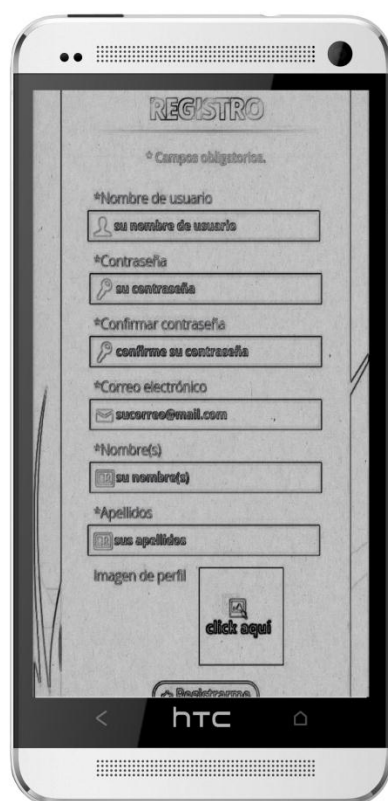 REGISTRO
* Campos obligatorios.
*Nombre de usuario
su nombre de usuario
*Contraseña
su contraseña
*Confirmar contraseña
confirme su contraseña
*Correo electrónico
sucorreo@mail.com
*Nombre(s)
su nombre(s)
*Apellidos
sus apellidos
Imagen de perfil
click aquí
Registrarme
hTC